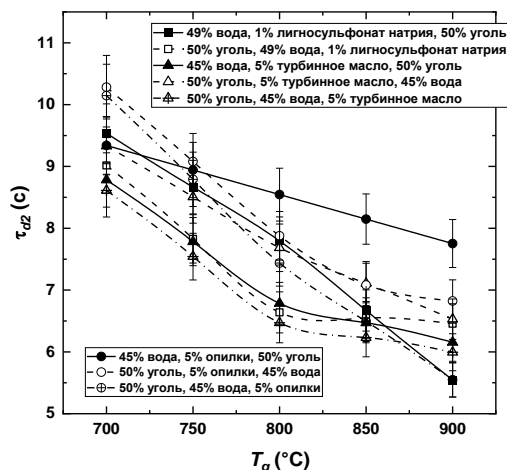 11
10
9
8
7
6
5
τd2 (с)
49% вода, 1% лигносульфонат натрия, 50% уголь
50% уголь, 49% вода, 1% лигносульфонат натрия
45% вода, 5% турбинное масло, 50% уголь
50% уголь, 5% турбинное масло, 45% вода
50% уголь, 45% вода, 5% турбинное масло
45% вода, 5% опилки, 50% уголь
50% уголь, 5% опилки, 45% вода
50% уголь, 45% вода, 5% опилки
700 750 800 850 900
Tg (°C)